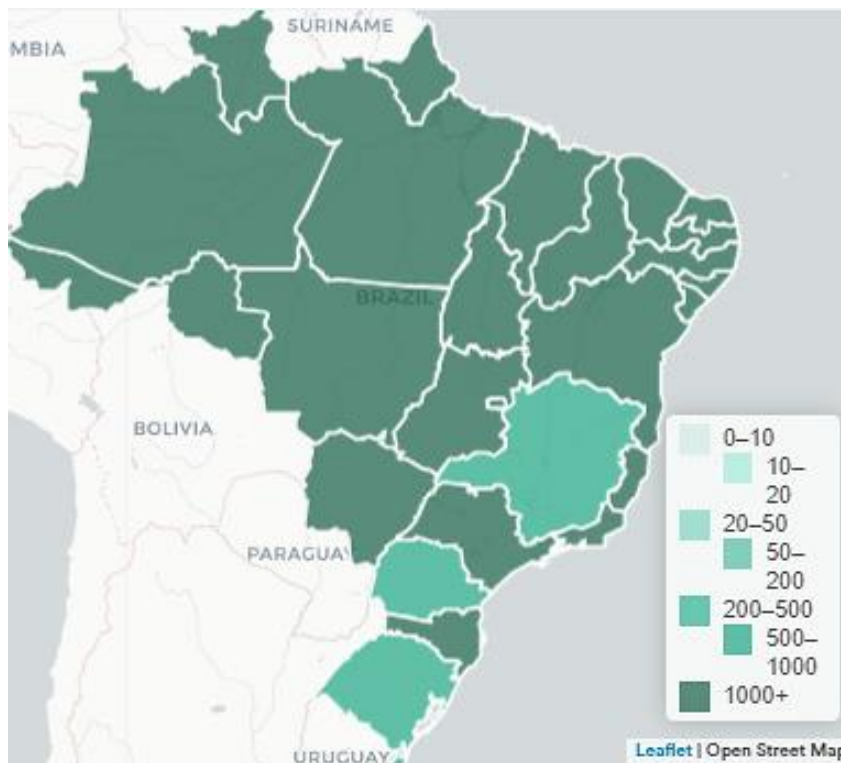 SURINAME
MBIA
BRAZIL
BOLIVIA
PARAGUAY
URUGUAY
0–10
10–
20
20–50
50–
200
200–500
500–
1000
1000+
Leaflet | Open Street Map